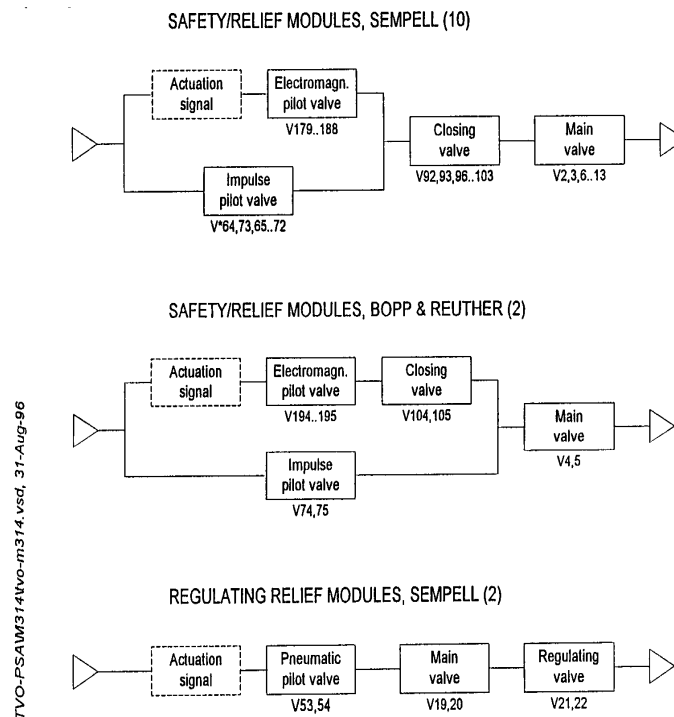 SAFETY/RELIEF MODULES, SEMPELL (10)
Actuation
signal
Electromagn.
pilot valve
V179..188
Closing
valve
V92,93,96..103
Main
valve
V2,3,6..13
Impulse
pilot valve
V*64,73,65..72
SAFETY/RELIEF MODULES, BOPP & REUTHER (2)
Actuation
signal
Electromagn.
pilot valve
V194..195
Closing
valve
V104,105
Main
valve
V4,5
Impulse
pilot valve
V74,75
REGULATING RELIEF MODULES, SEMPELL (2)
Actuation
signal
Pneumatic
pilot valve
V53,54
Main
valve
V19,20
Regulating
valve
V21,22
TVO-PSA\M314\tvo-m314.vsd, 31-Aug-96